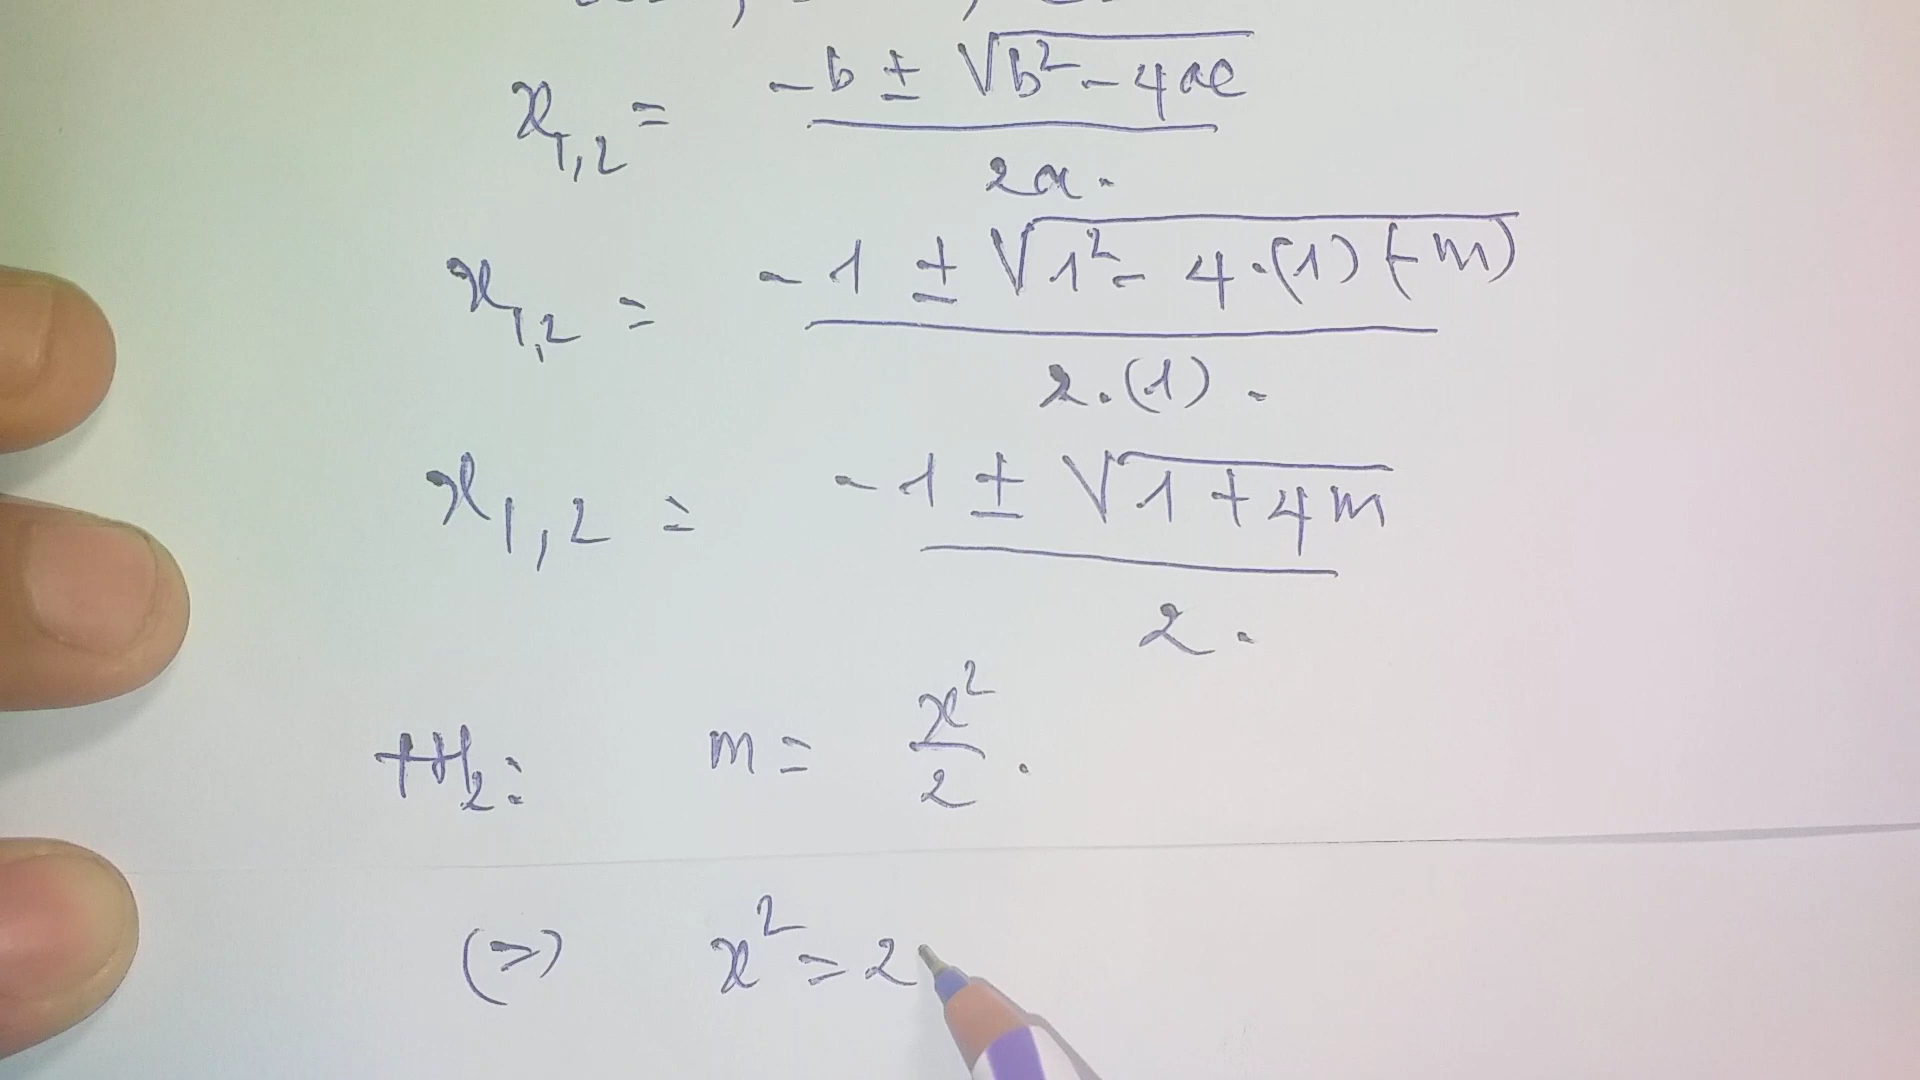 x₁,₂ = (-b ± √(b² - 4ac)) / 2a.
x₁,₂ = (-1 ± √(1² - 4.(1)(-m))) / 2.(1).
x₁,₂ = (-1 ± √(1 + 4m)) / 2.
TH₂: m = x²/2.
(=) x² = 2